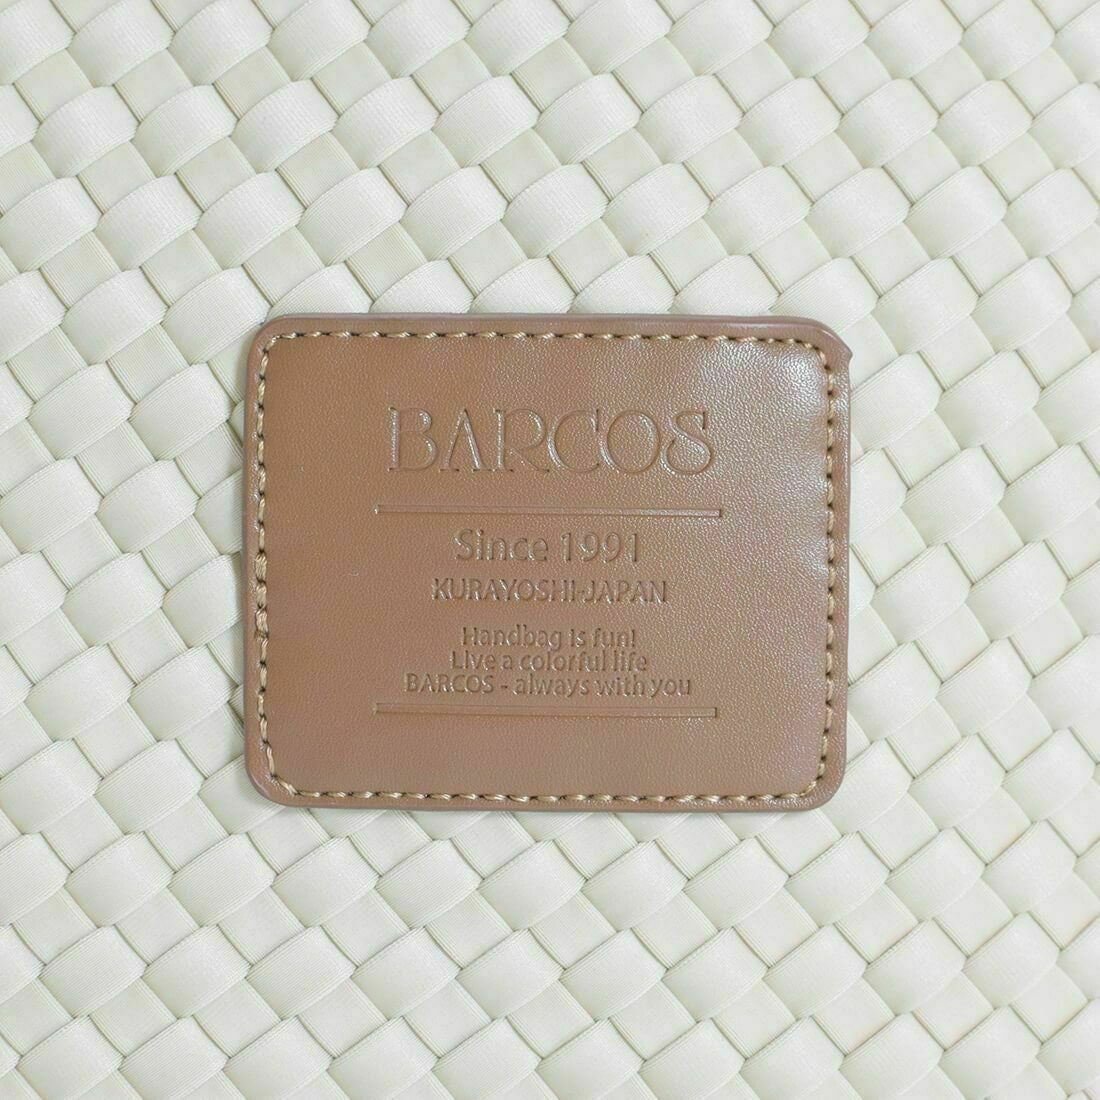 BARCOS
Since 1991
KURAYOSHI-JAPAN
Handbag is fun!
Live a colorful life
BARCOS - always with you